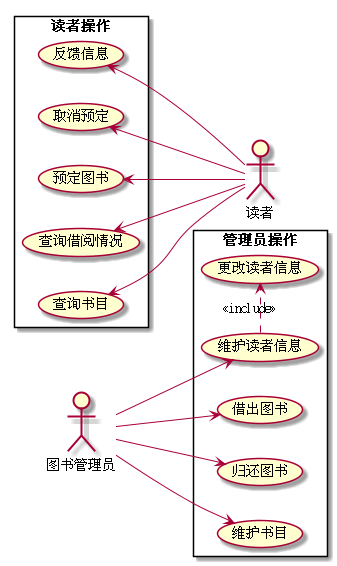 读者操作
反馈信息
取消预定
预定图书
查询借阅情况
查询书目
读者
管理员操作
更改读者信息
«include»
维护读者信息
借出图书
归还图书
维护书目
图书管理员